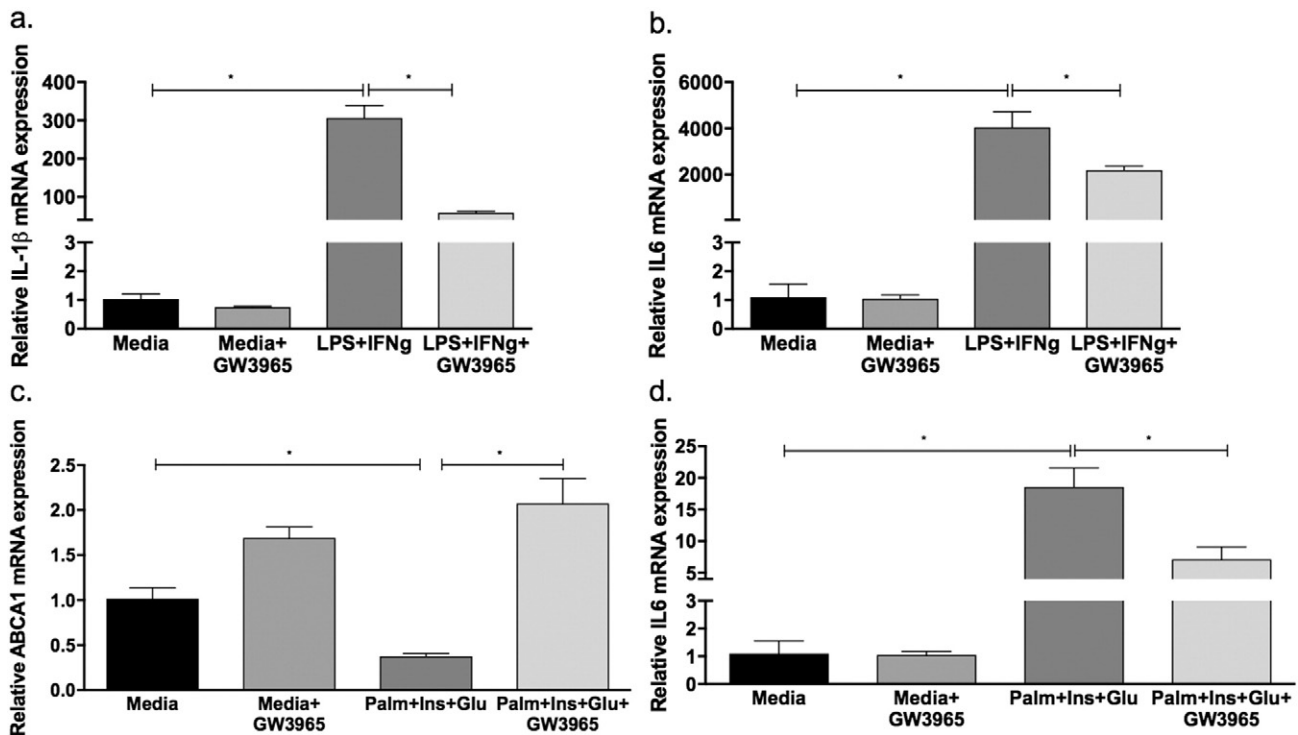 a.
Relative IL-1β mRNA expression
400
300
200
100
3
2
1
0
*
*
Media
Media+
GW3965
LPS+IFNg
LPS+IFNg+
GW3965
b.
Relative IL6 mRNA expression
6000
4000
2000
3
2
1
0
*
*
Media
Media+
GW3965
LPS+IFNg
LPS+IFNg+
GW3965
c.
Relative ABCA1 mRNA expression
2.5
2.0
1.5
1.0
0.5
0.0
*
*
Media
Media+
GW3965
Palm+Ins+Glu
Palm+Ins+Glu+
GW3965
d.
Relative IL6 mRNA expression
25
20
15
10
5
3
2
1
0
*
*
Media
Media+
GW3965
Palm+Ins+Glu
Palm+Ins+Glu+
GW3965